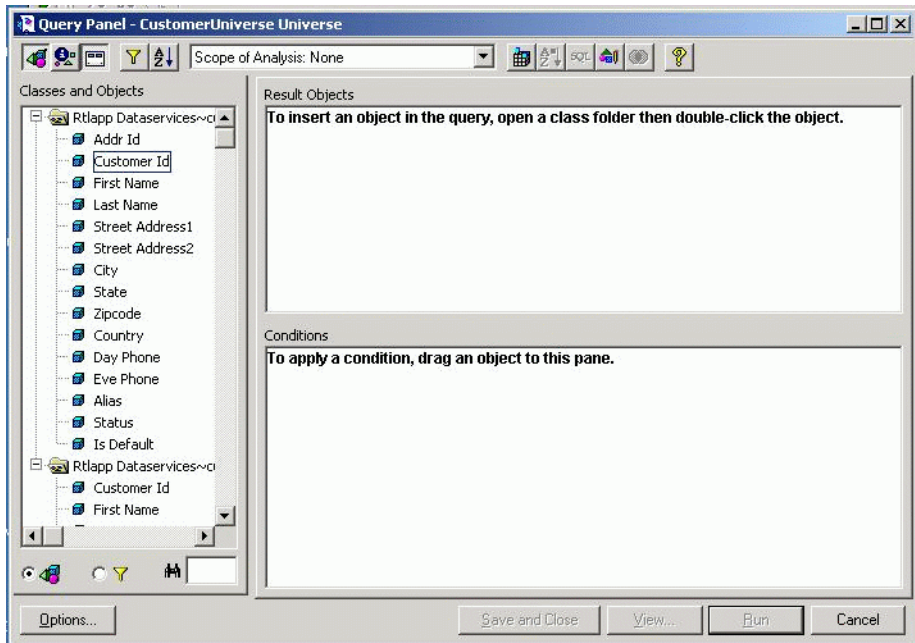 Query Panel - CustomerUniverse Universe
Scope of Analysis: None
SQL
Classes and Objects
Rtlapp Dataservices~c
Addr Id
Customer Id
First Name
Last Name
Street Address1
Street Address2
City
State
Zipcode
Country
Day Phone
Eve Phone
Alias
Status
Is Default
Rtlapp Dataservices~c
Customer Id
First Name
Result Objects
To insert an object in the query, open a class folder then double-click the object.
Conditions
To apply a condition, drag an object to this pane.
Options...
Save and Close
View...
Run
Cancel